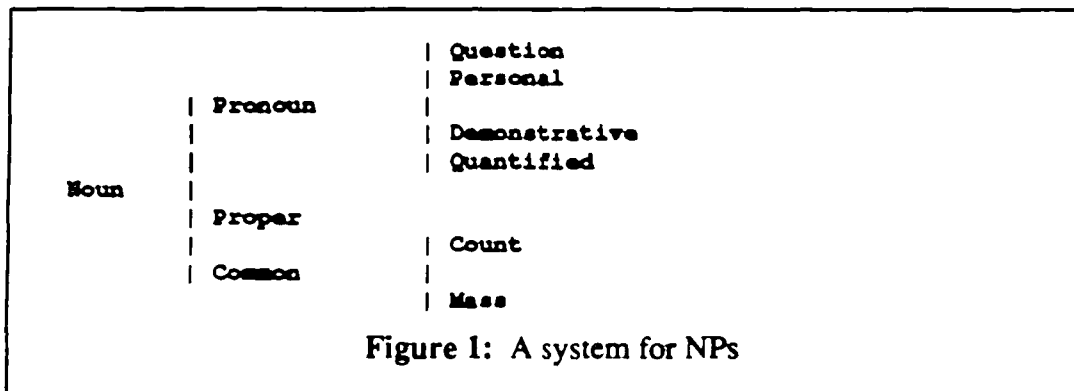 | Question
| Personal
| Pronoun |
| | Demonstrative
| | Quantified
Noun |
| Proper
| | Count
| Common |
| Mass
Figure 1: A system for NPs